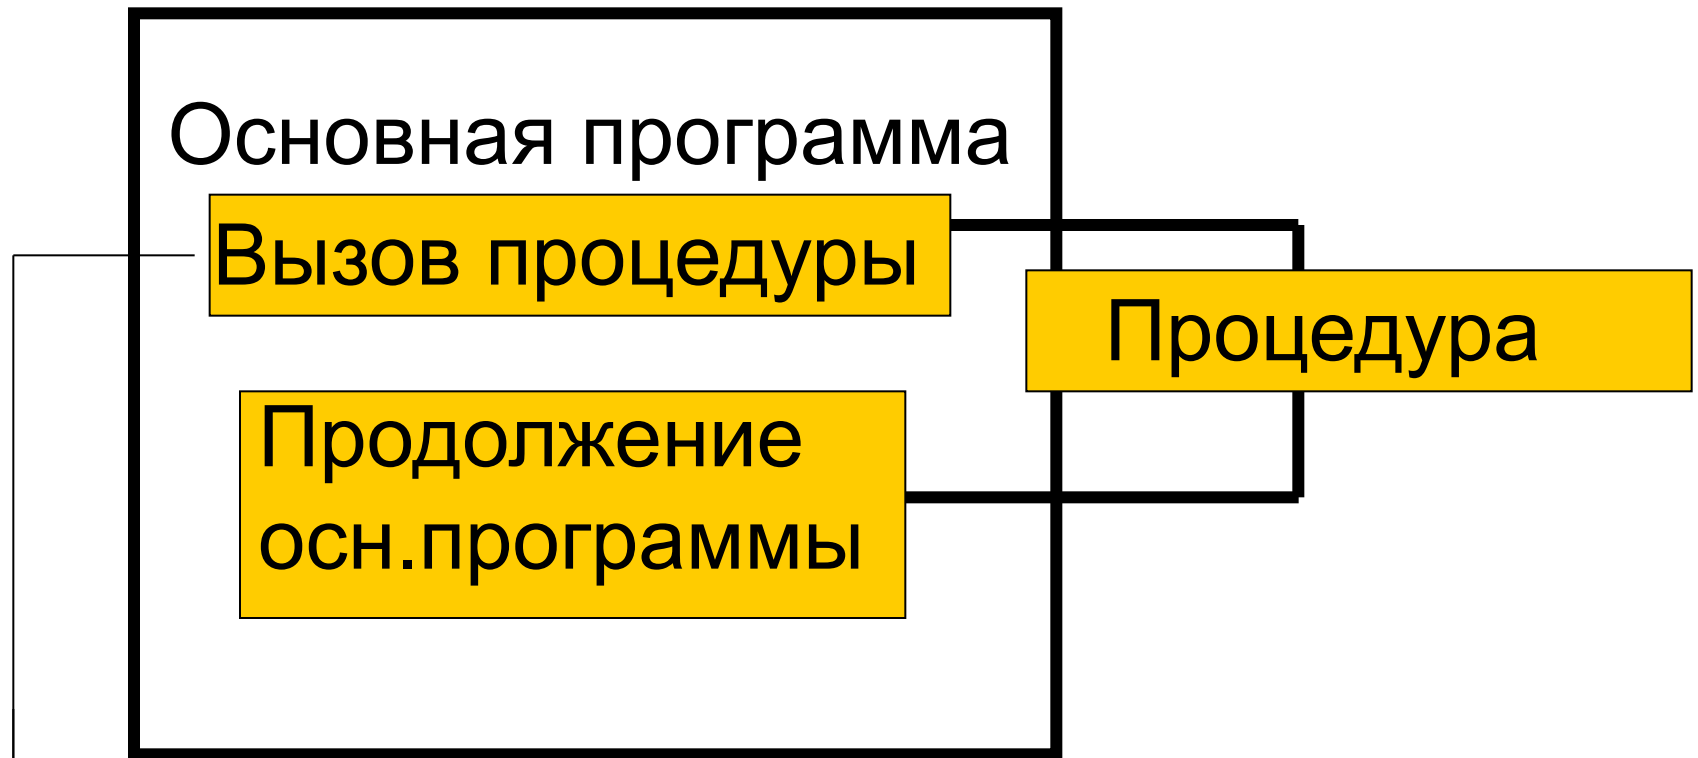 Основная программа
Вызов процедуры
Процедура
Продолжение
осн.программы